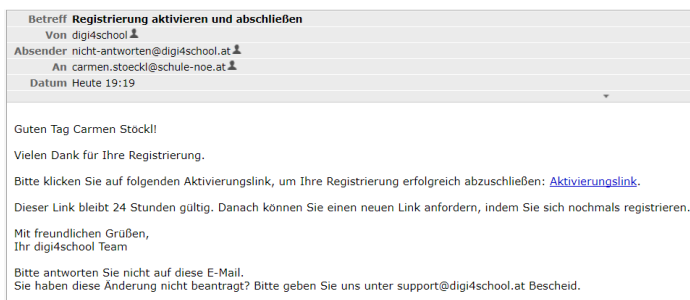 Betreff Registrierung aktivieren und abschließen
Von digi4school
Absender nicht-antworten@digi4school.at
An carmen.stoeckl@schule-noe.at
Datum Heute 19:19
Guten Tag Carmen Stöckl!
Vielen Dank für Ihre Registrierung.
Bitte klicken Sie auf folgenden Aktivierungslink, um Ihre Registrierung erfolgreich abzuschließen: Aktivierungslink.
Dieser Link bleibt 24 Stunden gültig. Danach können Sie einen neuen Link anfordern, indem Sie sich nochmals registrieren.
Mit freundlichen Grüßen,
Ihr digi4school Team
Bitte antworten Sie nicht auf diese E-Mail.
Sie haben diese Änderung nicht beantragt? Bitte geben Sie uns unter support@digi4school.at Bescheid.